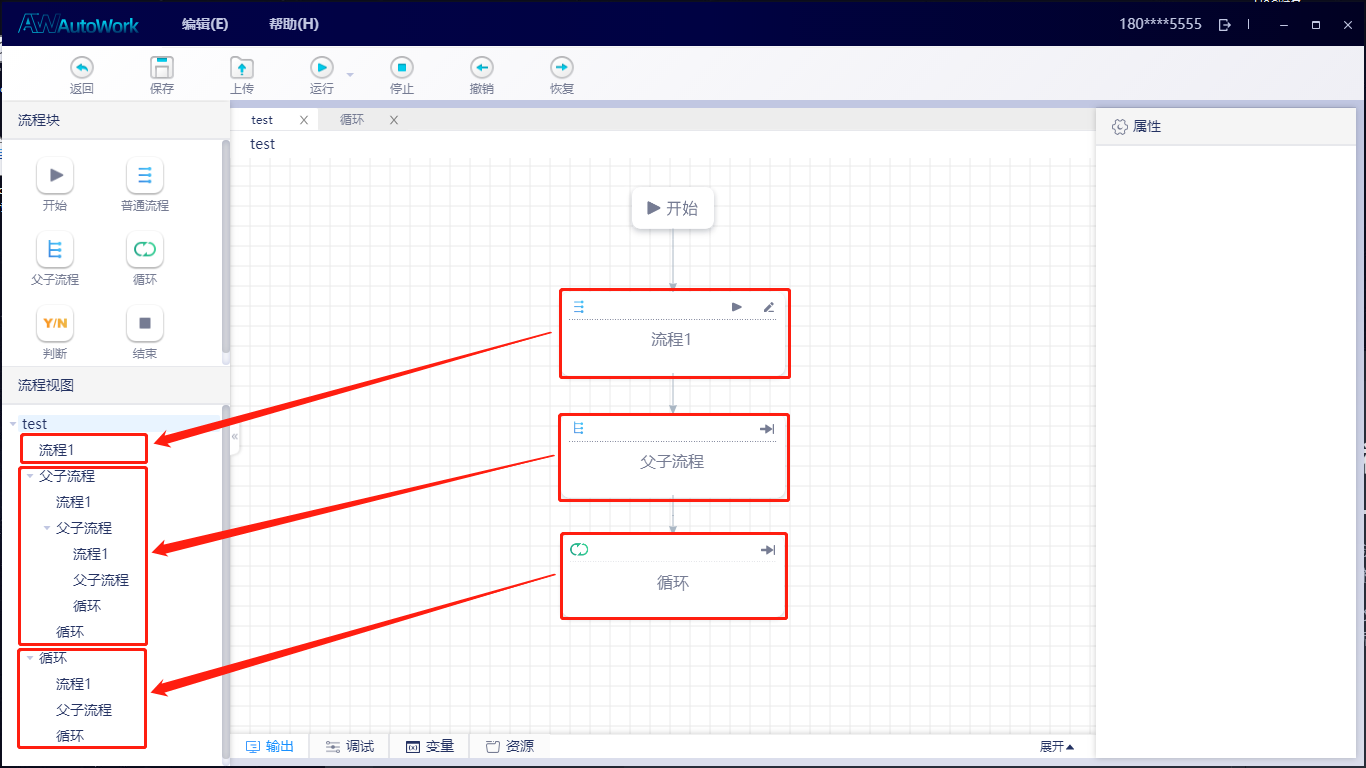 AWAutoWork 编辑(E) 帮助(H) 180****5555
返回 保存 上传 运行 停止 撤销 恢复
流程块
开始 普通流程
父子流程 循环
Y/N
判断 结束
流程视图
test
流程1
父子流程
流程1
父子流程
流程1
父子流程
循环
循环
循环
流程1
父子流程
循环
test 循环
test
开始
流程1
父子流程
循环
输出 调试 变量 资源 展开
属性